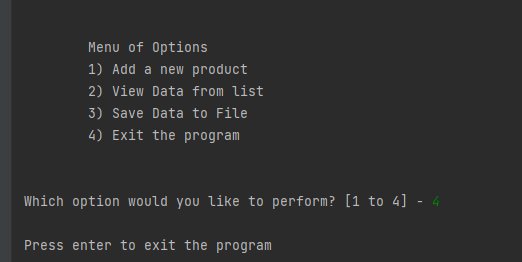 Menu of Options
1) Add a new product
2) View Data from list
3) Save Data to File
4) Exit the program
Which option would you like to perform? [1 to 4] - 4
Press enter to exit the program